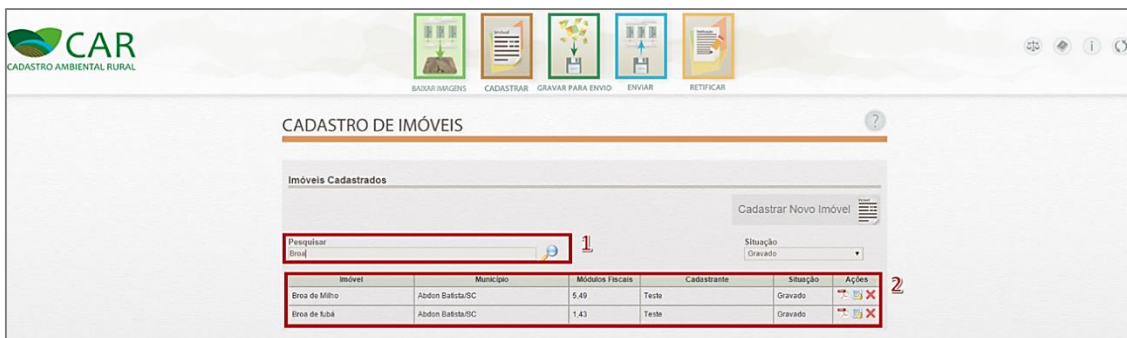 CAR
CADASTRO AMBIENTAL RURAL
BAIXAR IMAGENS CADASTRAR GRAVAR PARA ENVIO ENVIAR RETIFICAR
CADASTRO DE IMÓVEIS ?
Imóveis Cadastrados
Cadastrar Novo Imóvel
Pesquisar 1 Situação
Broa Gravado
Imóvel Município Módulos Fiscais Cadastrante Situação Ações 2
Broa de Milho Abdon Batista/SC 5,49 Teste Gravado
Broa de fubá Abdon Batista/SC 1,43 Teste Gravado